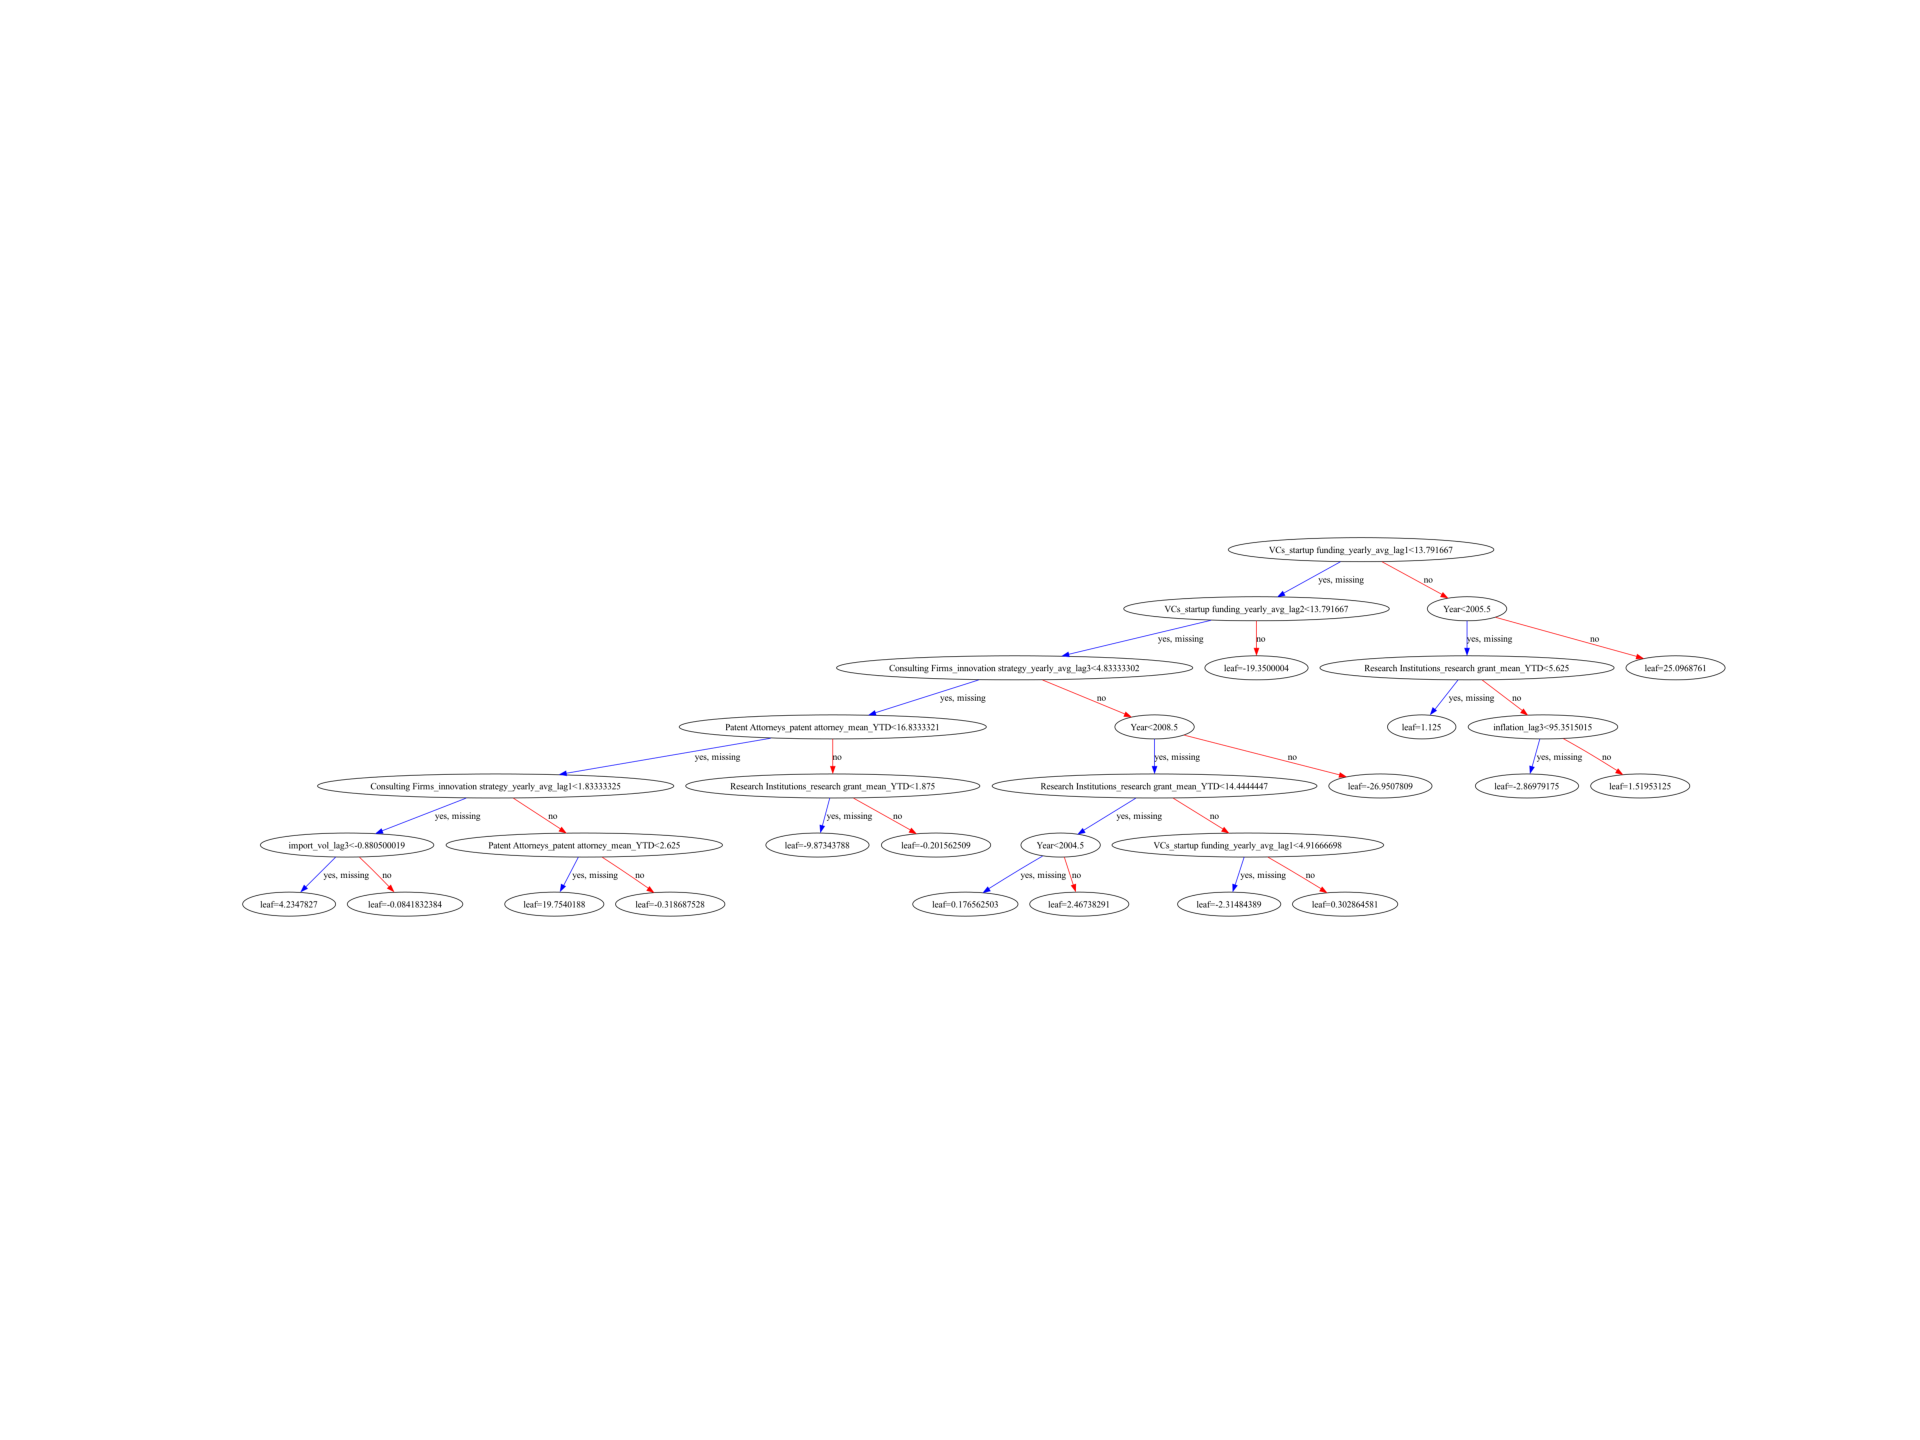 VCs_startup funding_yearly_avg_lag1<13.791667
yes, missing
no
VCs_startup funding_yearly_avg_lag2<13.791667
Year<2005.5
yes, missing
no
yes, missing
no
Consulting Firms_innovation strategy_yearly_avg_lag3<4.83333302
leaf=-19.3500004
Research Institutions_research grant_mean_YTD<5.625
leaf=25.0968761
yes, missing
no
yes, missing
no
Patent Attorneys_patent attorney_mean_YTD<16.8333321
Year<2008.5
leaf=1.125
inflation_lag3<95.3515015
yes, missing
no
yes, missing
no
yes, missing
no
Consulting Firms_innovation strategy_yearly_avg_lag1<1.83333325
Research Institutions_research grant_mean_YTD<1.875
Research Institutions_research grant_mean_YTD<14.4444447
leaf=-26.9507809
leaf=-2.86979175
leaf=1.51953125
yes, missing
no
yes, missing
no
yes, missing
no
import_vol_lag3<-0.880500019
Patent Attorneys_patent attorney_mean_YTD<2.625
leaf=-9.87343788
leaf=-0.201562509
Year<2004.5
VCs_startup funding_yearly_avg_lag1<4.91666698
yes, missing
no
yes, missing
no
yes, missing
no
yes, missing
no
leaf=4.2347827
leaf=-0.0841832384
leaf=19.7540188
leaf=-0.318687528
leaf=0.176562503
leaf=2.46738291
leaf=-2.31484389
leaf=0.302864581